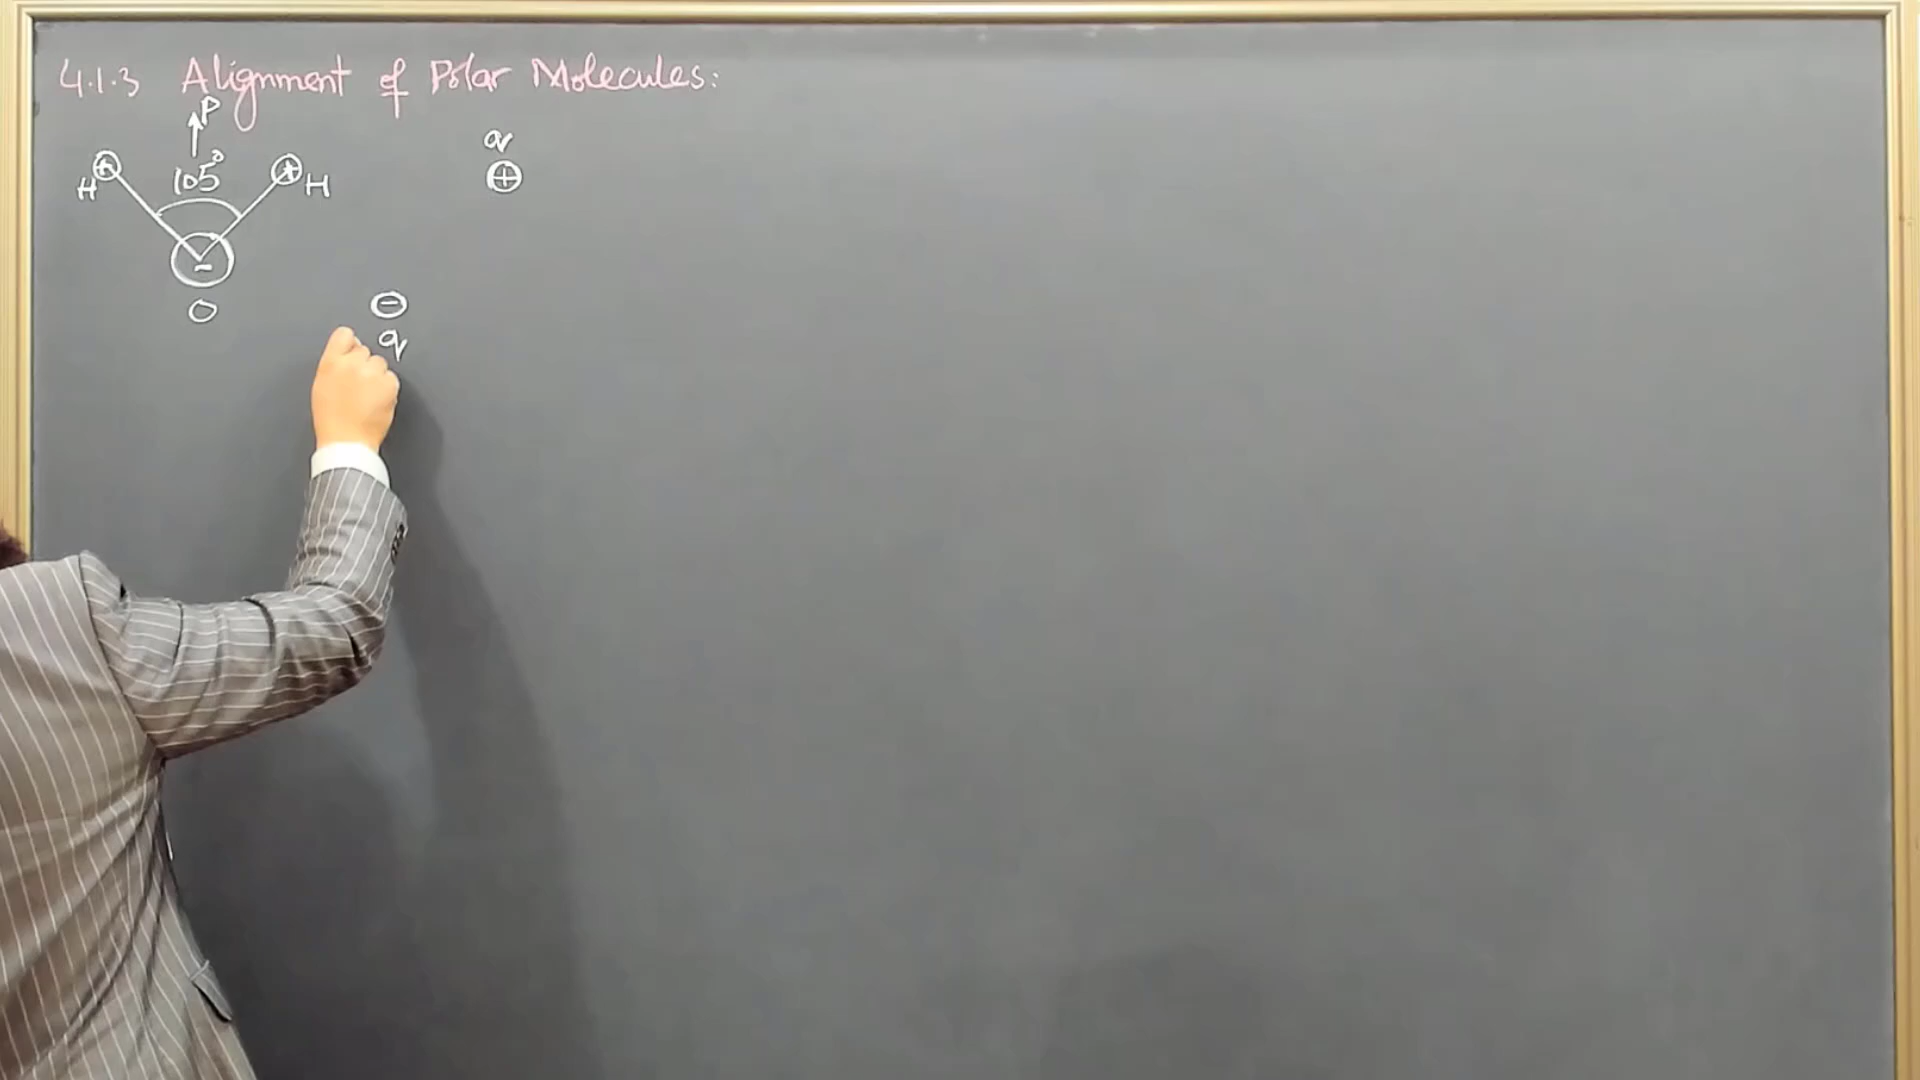 4.1.3 Alignment of Polar Molecules:
P
q
+
+ 105° +
H H
-
O
-
q